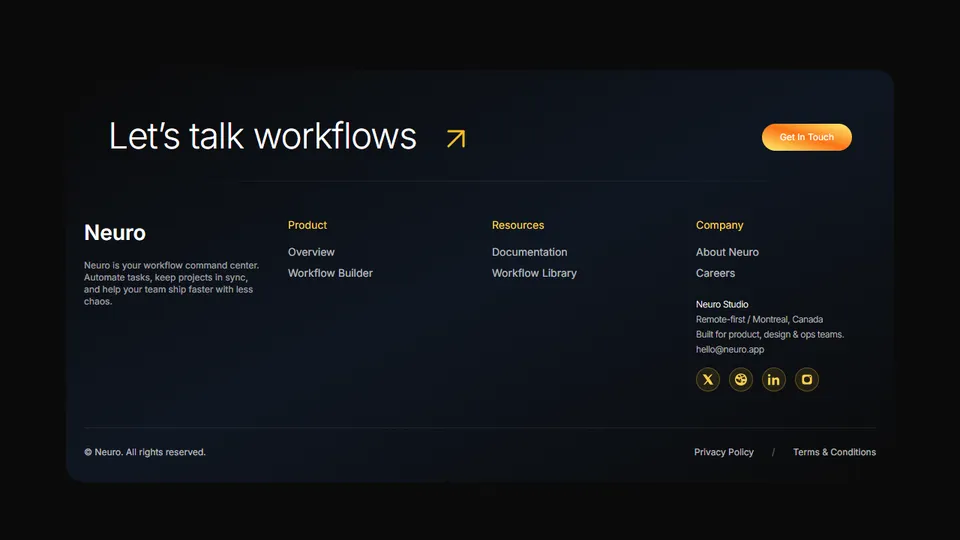 Let’s talk workflows
Get In Touch
Neuro
Neuro is your workflow command center.
Automate tasks, keep projects in sync,
and help your team ship faster with less
chaos.
Product
Overview
Workflow Builder
Resources
Documentation
Workflow Library
Company
About Neuro
Careers
Neuro Studio
Remote-first / Montreal, Canada
Built for product, design & ops teams.
hello@neuro.app
© Neuro. All rights reserved.
Privacy Policy / Terms & Conditions